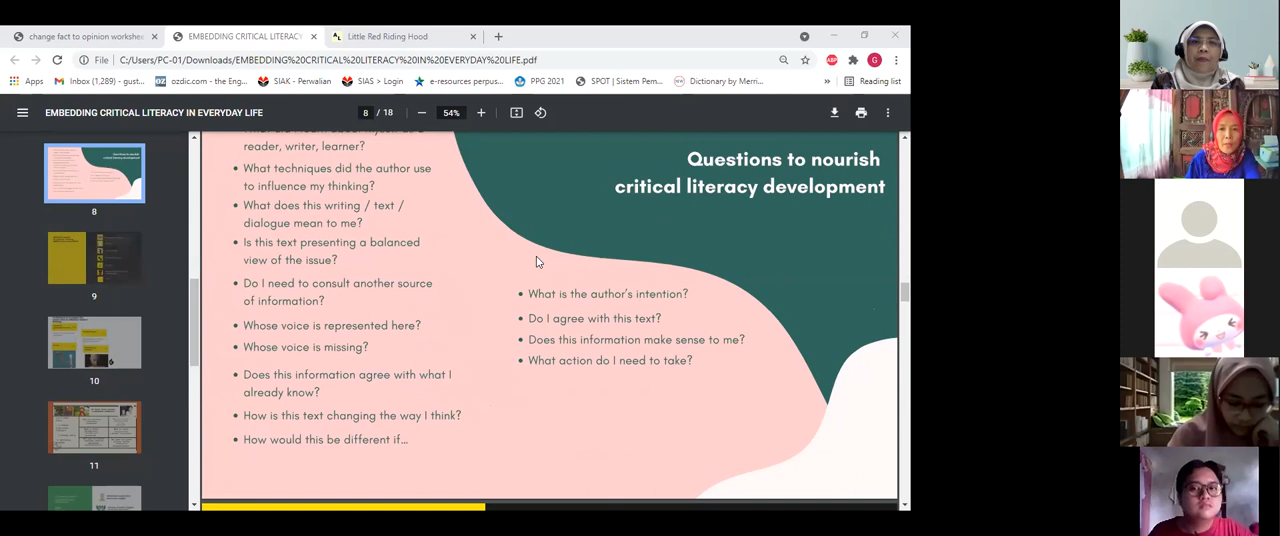 change fact to opinion workshee
EMBEDDING CRITICAL LITERACY
Little Red Riding Hood
File
C:/Users/PC-01/Downloads/EMBEDDING%20CRITICAL%20LITERACY%20IN%20EVERYDAY%20LIFE.pdf
ABP
G
Apps
Inbox (1,289) - gust...
ozdic.com - the Eng...
SIAK - Perwalian
SIAS > Login
e-resources perpus...
PPG 2021
SPOT | Sistem Pem...
Dictionary by Merri...
»
Reading list
EMBEDDING CRITICAL LITERACY IN EVERYDAY LIFE
8 / 18
54%
8
9
10
11
reader, writer, learner?
• What techniques did the author use
to influence my thinking?
• What does this writing / text /
dialogue mean to me?
• Is this text presenting a balanced
view of the issue?
• Do I need to consult another source
of information?
• Whose voice is represented here?
• Whose voice is missing?
• Does this information agree with what I
already know?
• How is this text changing the way I think?
• How would this be different if...
Questions to nourish
critical literacy development
• What is the author's intention?
• Do I agree with this text?
• Does this information make sense to me?
• What action do I need to take?